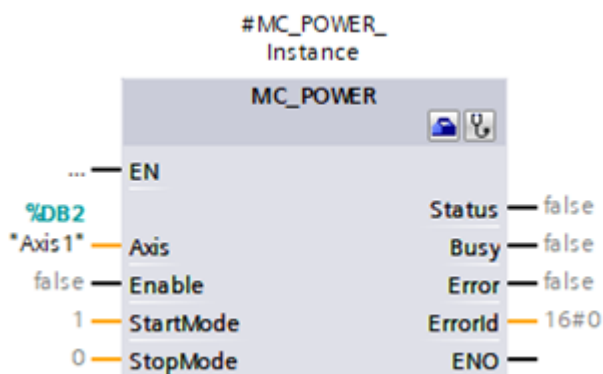 #MC_POWER_
Instance
MC_POWER
... EN
%DB2
Status false
"Axis1" Axis
Busy false
false Enable
Error false
1 StartMode
ErrorId 16#0
0 StopMode
ENO